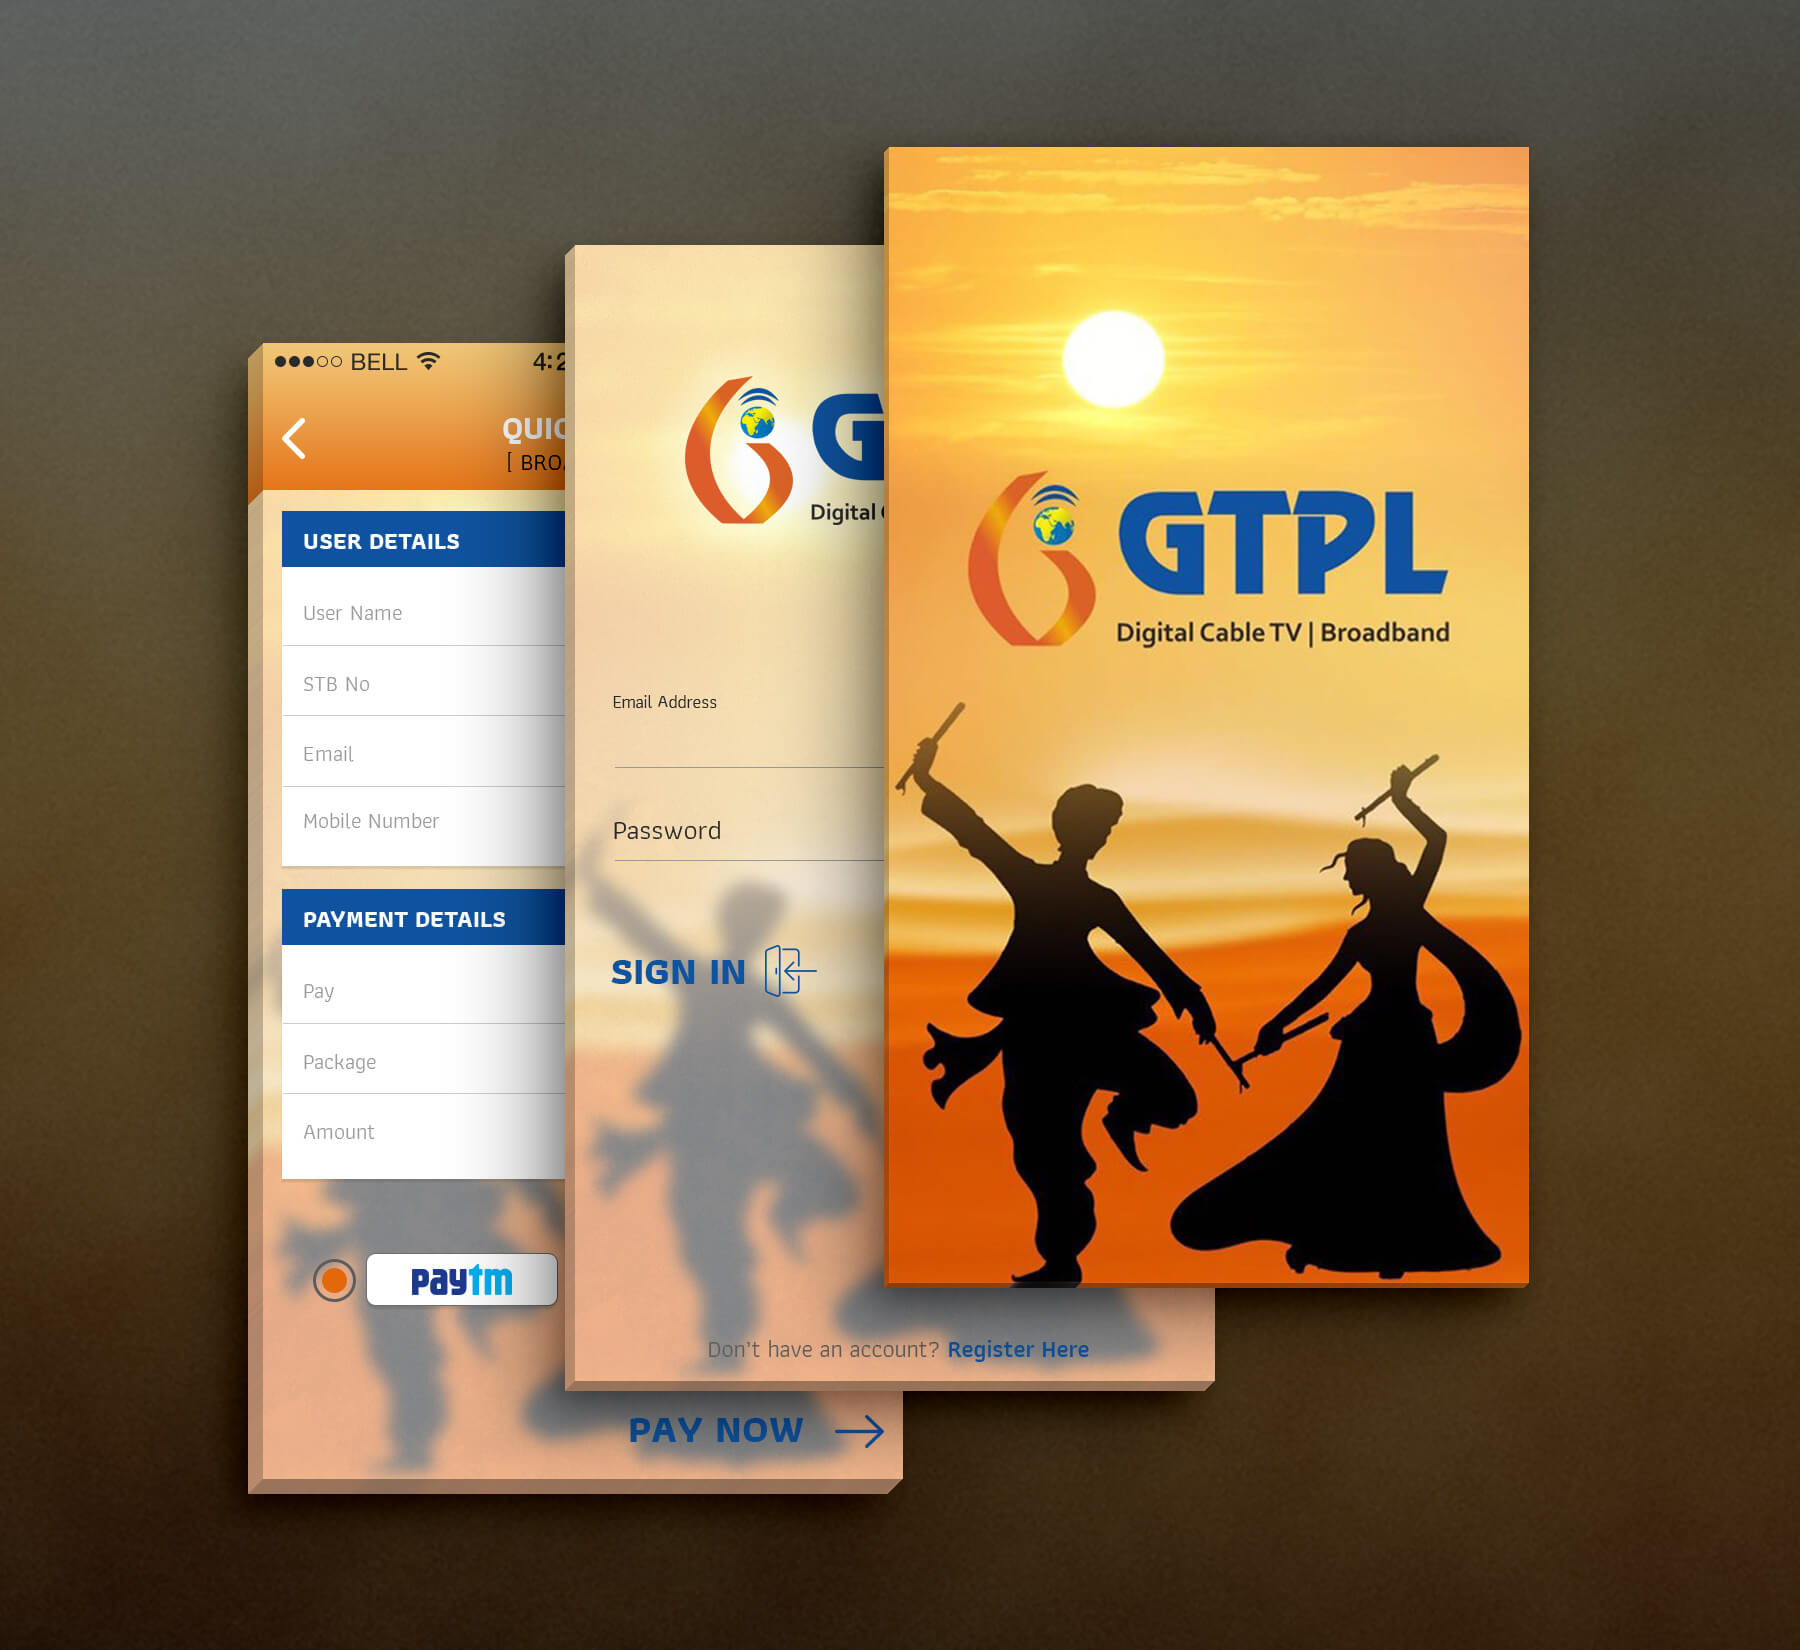 BELL
USER DETAILS
User Name
STB No
Email
Mobile Number
PAYMENT DETAILS
Pay
Package
Amount
paytm
PAY NOW
Digital
Email Address
Password
SIGN IN
Don't have an account? Register Here
GTPL
Digital Cable TV | Broadband